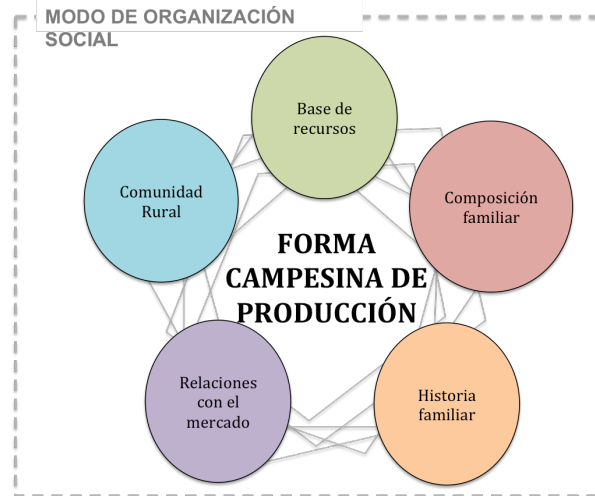 MODO DE ORGANIZACIÓN
SOCIAL
Base de
recursos
Comunidad
Rural
Composición
familiar
FORMA
CAMPESINA DE
PRODUCCIÓN
Relaciones
con el
mercado
Historia
familiar